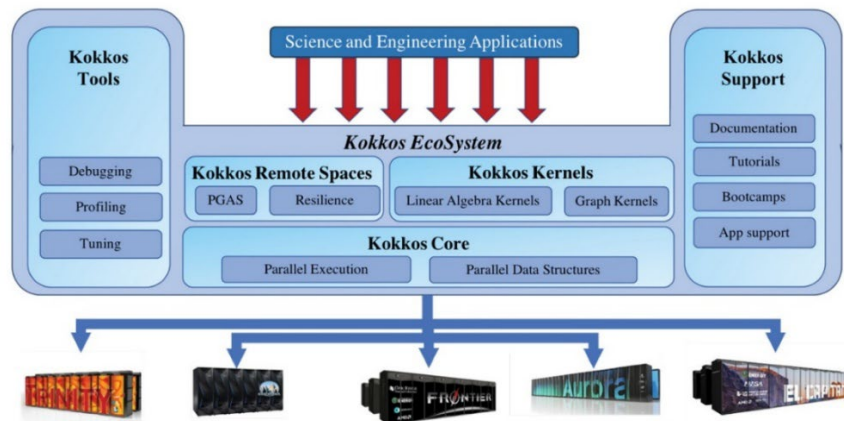 Science and Engineering Applications
Kokkos
Tools
Debugging
Profiling
Tuning
Kokkos EcoSystem
Kokkos Remote Spaces
PGAS
Resilience
Kokkos Kernels
Linear Algebra Kernels
Graph Kernels
Kokkos Core
Parallel Execution
Parallel Data Structures
Kokkos
Support
Documentation
Tutorials
Bootcamps
App support
TRINITY
FRONTIER
Aurora
EL CAPITAN